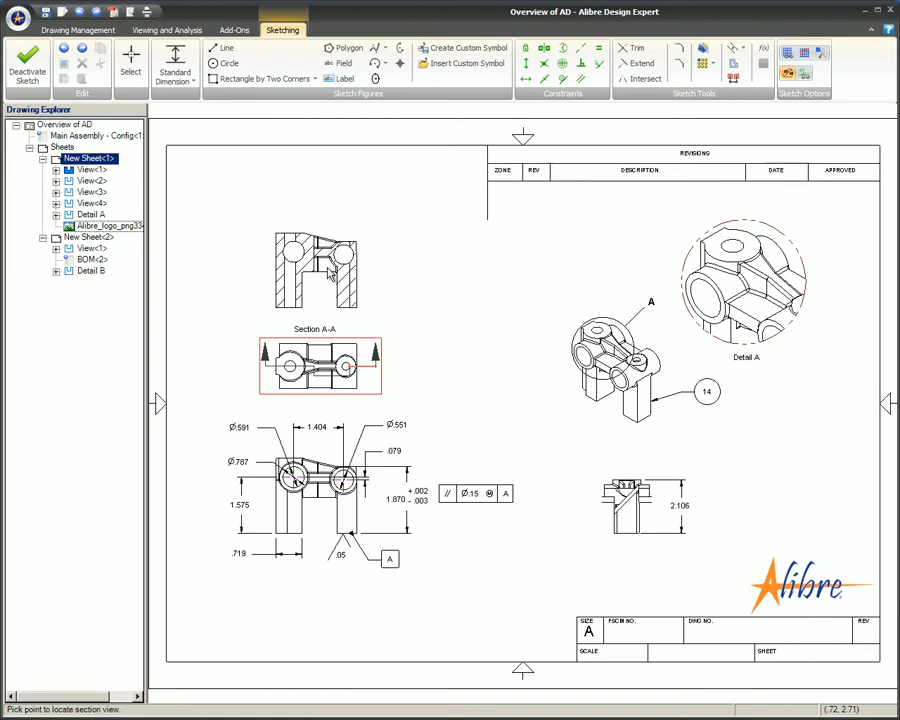 Overview of AD - Alibre Design Expert
Drawing Management
Viewing and Analysis
Add-Ons
Sketching
Deactivate
Sketch
Edit
Select
Standard
Dimension
Line
Circle
Rectangle by Two Corners
Polygon
Field
Label
Create Custom Symbol
Insert Custom Symbol
Sketch Figures
Constraints
Trim
Extend
Intersect
f(x)
Sketch Tools
Sketch Options
Drawing Explorer
Overview of AD
Main Assembly - Config<1:
Sheets
New Sheet<1>
View<1>
View<2>
View<3>
View<4>
Detail A
Alibre_logo_png33-
New Sheet<2>
View<1>
BOM<2>
Detail B
REVISIONS
ZONE
REV
DESCRIPTION
DATE
APPROVED
Section A-A
A
Detail A
14
Ø.591
1.404
Ø.551
Ø.787
.079
1.575
1.870
+.002
-.003
// Ø.15 Ⓜ A
.719
.05
A
2.106
Alibre
SIZE
A
FSCM NO.
DWG NO.
REV
SCALE
SHEET
Pick point to locate section view.
(.72, 2.71)